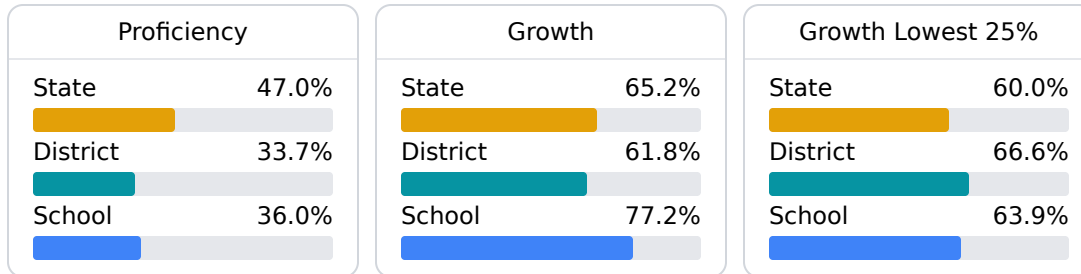 Proficiency
State 47.0%
District 33.7%
School 36.0%
Growth
State 65.2%
District 61.8%
School 77.2%
Growth Lowest 25%
State 60.0%
District 66.6%
School 63.9%